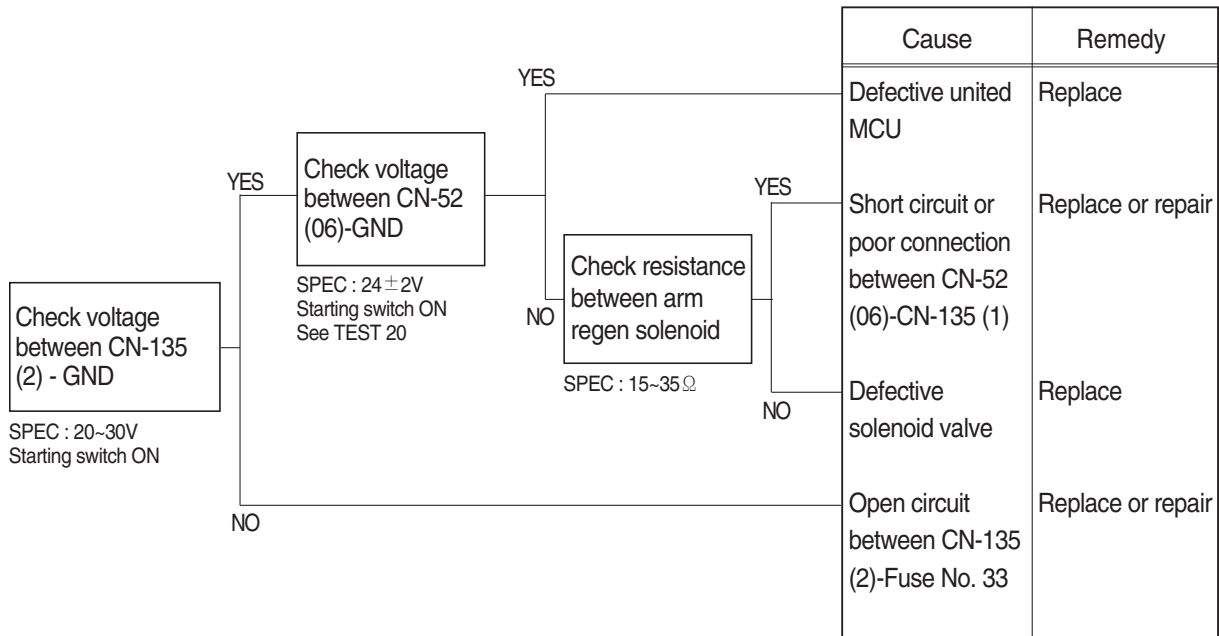 Cause
Remedy
YES
Defective united
MCU
Replace
Check voltage
between CN-52
(06)-GND
YES
YES
Short circuit or
poor connection
between CN-52
(06)-CN-135 (1)
Replace or repair
SPEC : 24±2V
Starting switch ON
See TEST 20
Check resistance
between arm
regen solenoid
NO
SPEC : 15~35Ω
Check voltage
between CN-135
(2) - GND
SPEC : 20~30V
Starting switch ON
NO
Defective
solenoid valve
Replace
NO
Open circuit
between CN-135
(2)-Fuse No. 33
Replace or repair